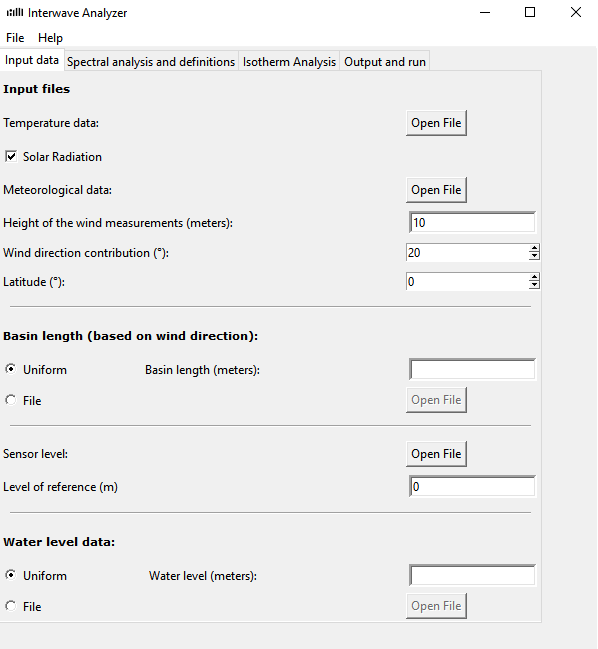 Interwave Analyzer
File Help
Input data Spectral analysis and definitions Isotherm Analysis Output and run
Input files
Temperature data: Open File
Solar Radiation
Meteorological data: Open File
Height of the wind measurements (meters): 10
Wind direction contribution (°): 20
Latitude (°): 0
Basin length (based on wind direction):
Uniform Basin length (meters):
File Open File
Sensor level: Open File
Level of reference (m) 0
Water level data:
Uniform Water level (meters):
File Open File